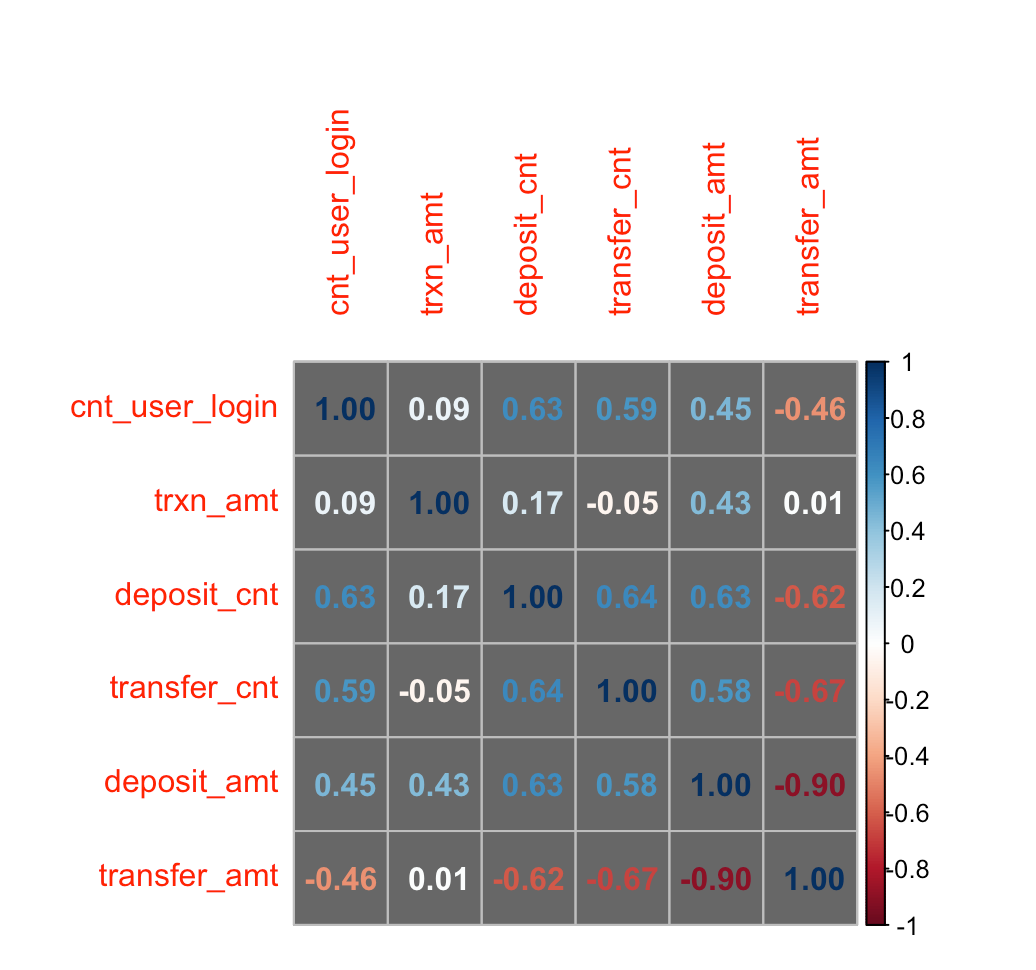 cnt_user_login trxn_amt deposit_cnt transfer_cnt deposit_amt transfer_amt
cnt_user_login 1.00 0.09 0.63 0.59 0.45 -0.46
trxn_amt 0.09 1.00 0.17 -0.05 0.43 0.01
deposit_cnt 0.63 0.17 1.00 0.64 0.63 -0.62
transfer_cnt 0.59 -0.05 0.64 1.00 0.58 -0.67
deposit_amt 0.45 0.43 0.63 0.58 1.00 -0.90
transfer_amt -0.46 0.01 -0.62 -0.67 -0.90 1.00
1
0.8
0.6
0.4
0.2
0
-0.2
-0.4
-0.6
-0.8
-1